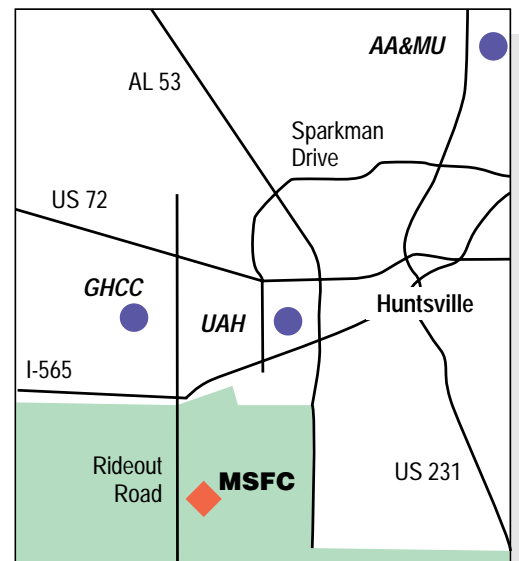 AA&MU
AL 53
Sparkman
Drive
US 72
GHCC
UAH
Huntsville
I-565
Rideout
Road
MSFC
US 231